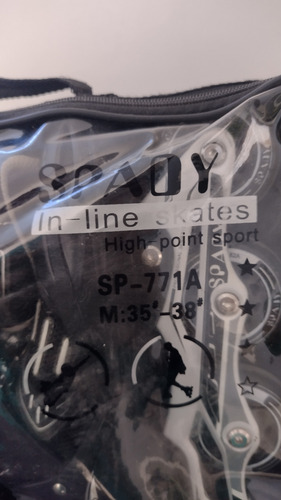 SPADY
In-line skates
High-point sport
SP-771A
M:35"-38"